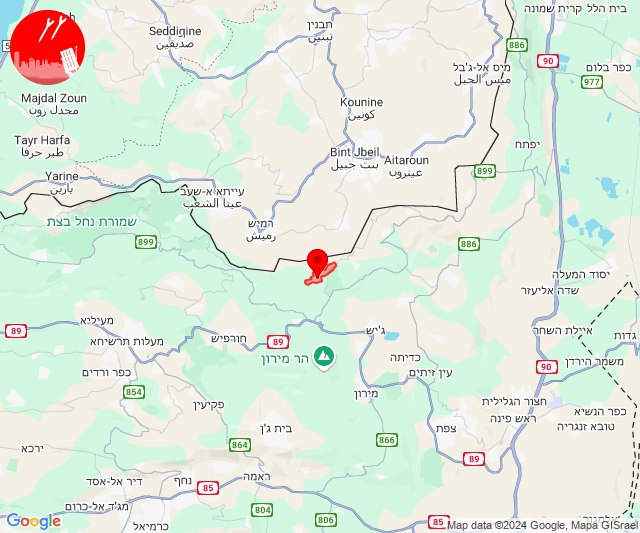 בית הלל
קרית שמונה
تبنين
תבנין
Seddigine
صديقين
886
90
מיס אל-ג'בל
ميس الجبل
כפר בלום
977
Majdal Zoun
مجدل زون
Kounine
كونين
Tayr Harfa
طير حرفا
Bint Jbeil
بنت جبيل
Aitaroun
عيترون
יפתח
899
Yarine
يارين
עייתא א-שעב
عيتا الشعب
שמורת נחל בצת
רמיש
رميش
899
886
יסוד המעלה
שדה אליעזר
מעיליא
89
ג'יש
איילת השחר
גדות
מעלות תרשיחא
חורפיש
89
הר מירון
כדיתה
משמר הירדן
90
כפר ורדים
עין זיתים
854
מירון
חצור הגלילית
כפר הנשיא
פקיעין
ראש פינה
טובא זנגריה
בית ג'ן
צפת
866
ירכא
864
89
דיר אל-אסד
נחף
85
ראמה
מג'ד אל-כרום
804
806
85
כרמיאל
Google
Map data ©2024 Google, Mapa GISrael